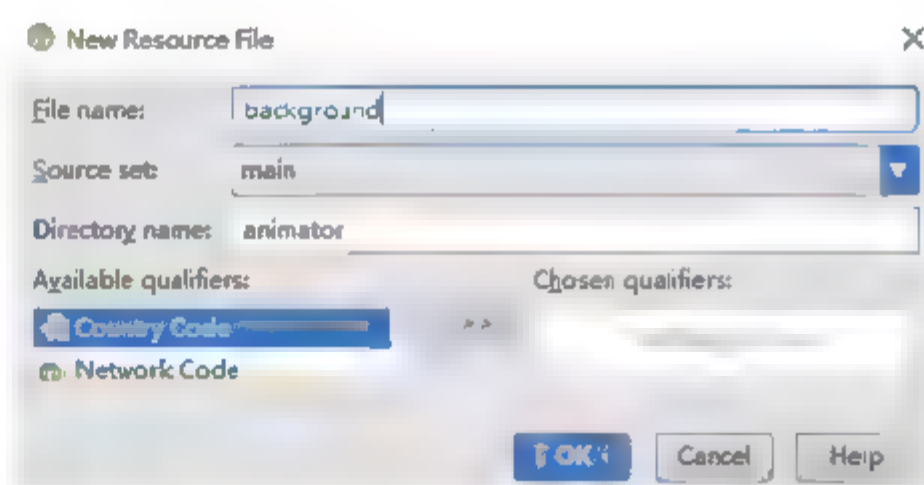 New Resource File
File name: background
Source set: main
Directory name: animator
Available qualifiers: Chosen qualifiers:
Country Code >>
Network Code
OK Cancel Help